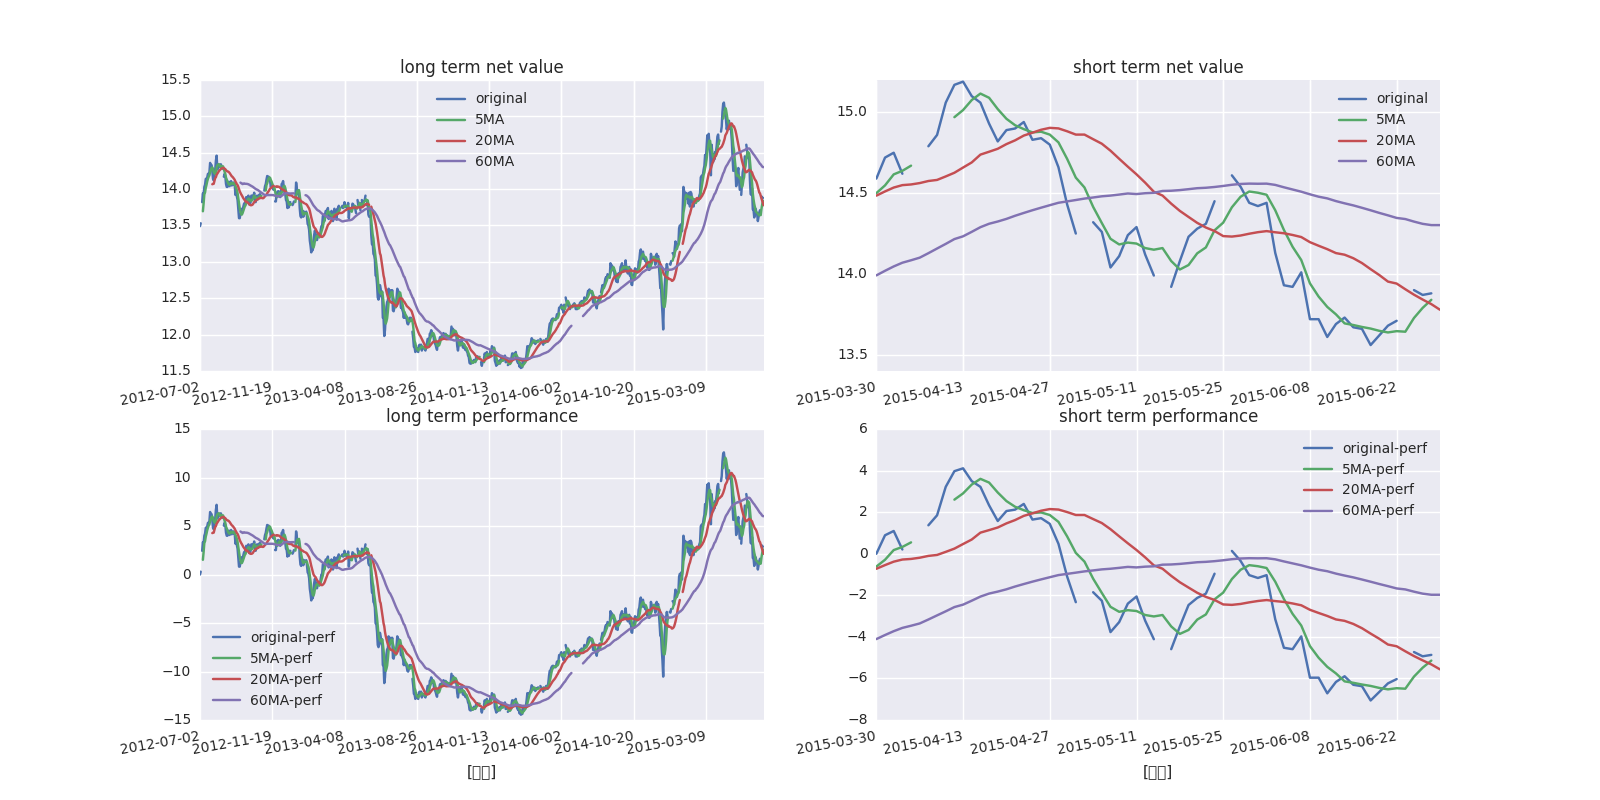 long term net value
15.5
15.0
14.5
14.0
13.5
13.0
12.5
12.0
11.5
original
5MA
20MA
60MA
2012-07-02 2012-11-19 2013-04-08 2013-08-26 2014-01-13 2014-06-02 2014-10-20 2015-03-09
short term net value
15.0
14.5
14.0
13.5
original
5MA
20MA
60MA
2015-03-30 2015-04-13 2015-04-27 2015-05-11 2015-05-25 2015-06-08 2015-06-22
long term performance
15
10
5
0
−5
−10
−15
original-perf
5MA-perf
20MA-perf
60MA-perf
2012-07-02 2012-11-19 2013-04-08 2013-08-26 2014-01-13 2014-06-02 2014-10-20 2015-03-09
short term performance
6
4
2
0
−2
−4
−6
−8
original-perf
5MA-perf
20MA-perf
60MA-perf
2015-03-30 2015-04-13 2015-04-27 2015-05-11 2015-05-25 2015-06-08 2015-06-22